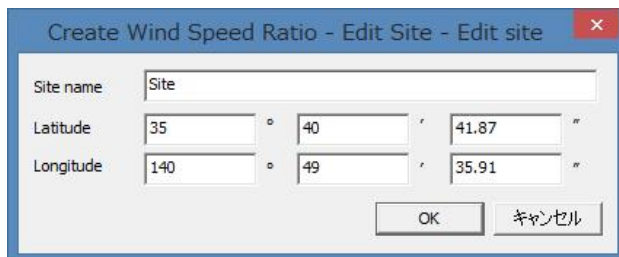 Create Wind Speed Ratio - Edit Site - Edit site
Site name Site
Latitude 35 ° 40 ′ 41.87 ″
Longitude 140 ° 49 ′ 35.91 ″
OK キャンセル